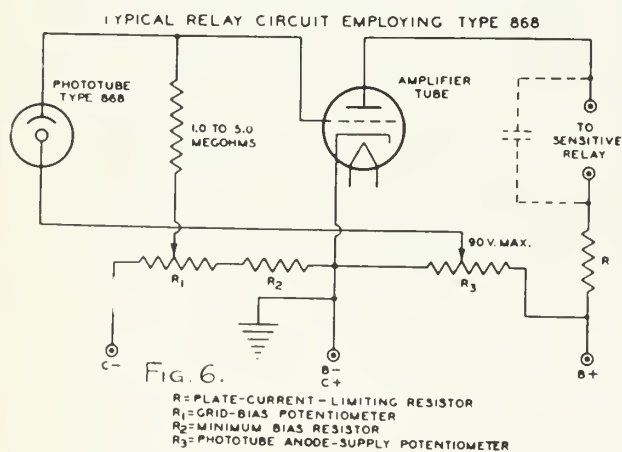 TYPICAL RELAY CIRCUIT EMPLOYING TYPE 868
PHOTOTUBE
TYPE 868
1.0 TO 5.0
MEGOHMS
AMPLIFIER
TUBE
TO
SENSITIVE
RELAY
90 V. MAX.
R
R₁
R₂
R₃
C-
B-
C+
B+
FIG. 6.
R=PLATE-CURRENT-LIMITING RESISTOR
R₁=GRID-BIAS POTENTIOMETER
R₂=MINIMUM BIAS RESISTOR
R₃=PHOTOTUBE ANODE-SUPPLY POTENTIOMETER